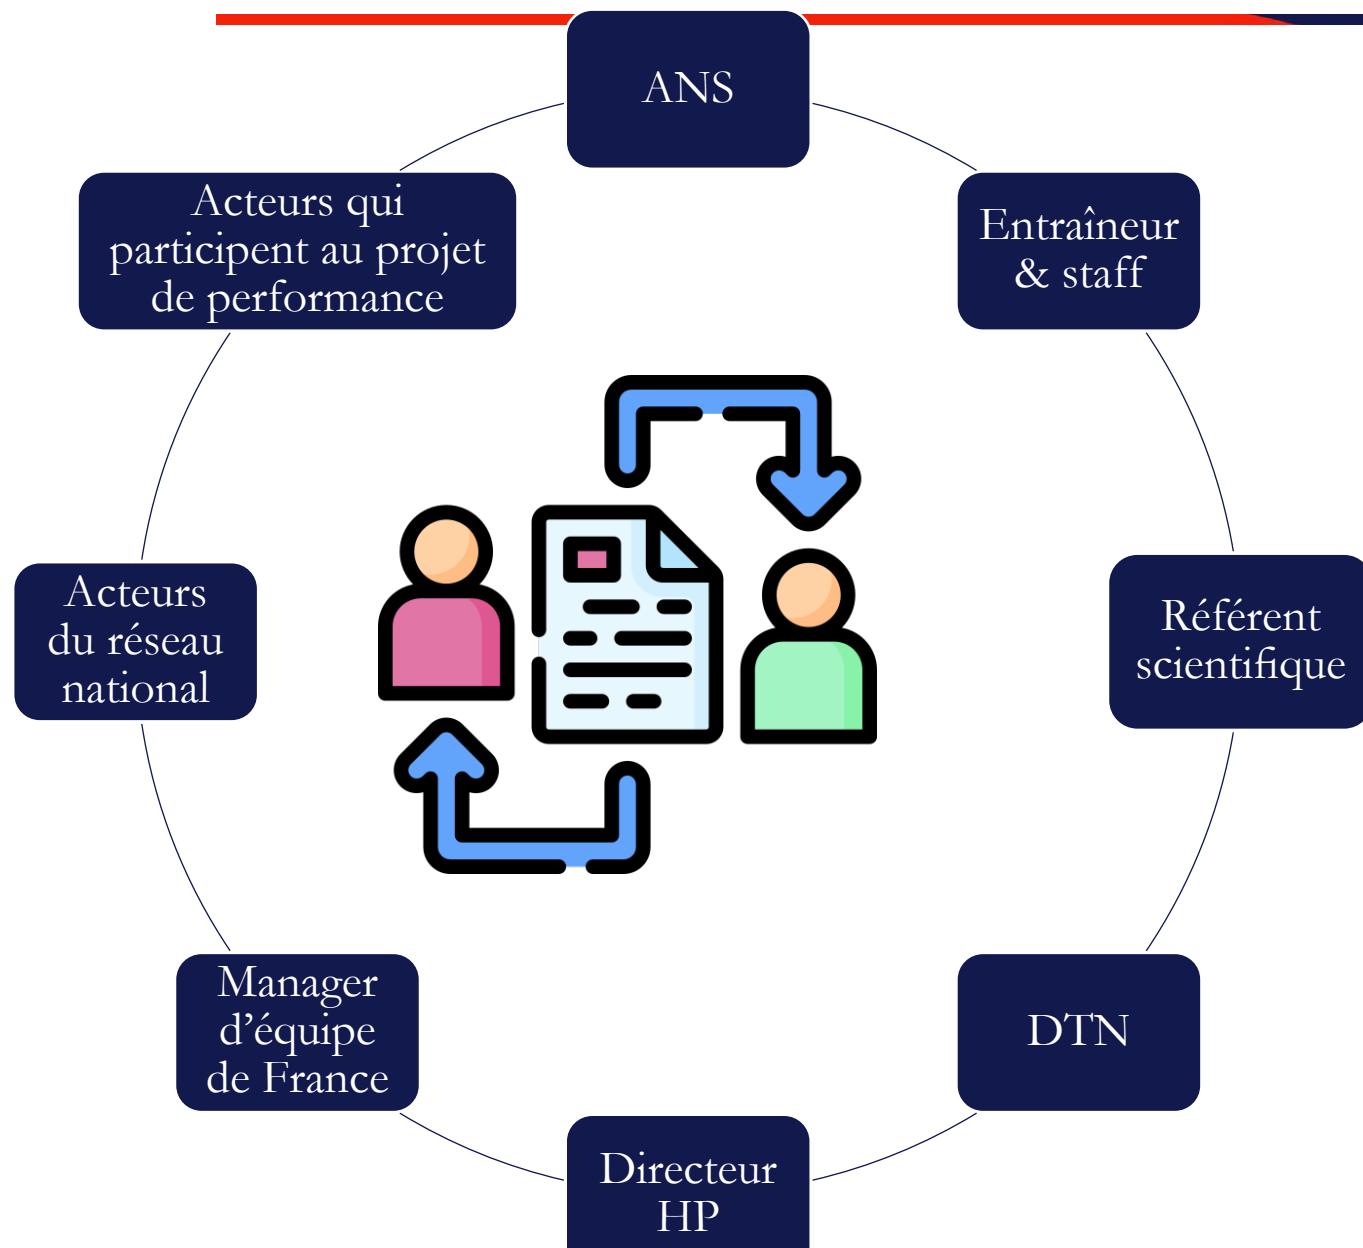 ANS
Entraîneur
& staff
Référent
scientifique
DTN
Directeur
HP
Manager
d’équipe
de France
Acteurs
du réseau
national
Acteurs qui
participent au projet
de performance